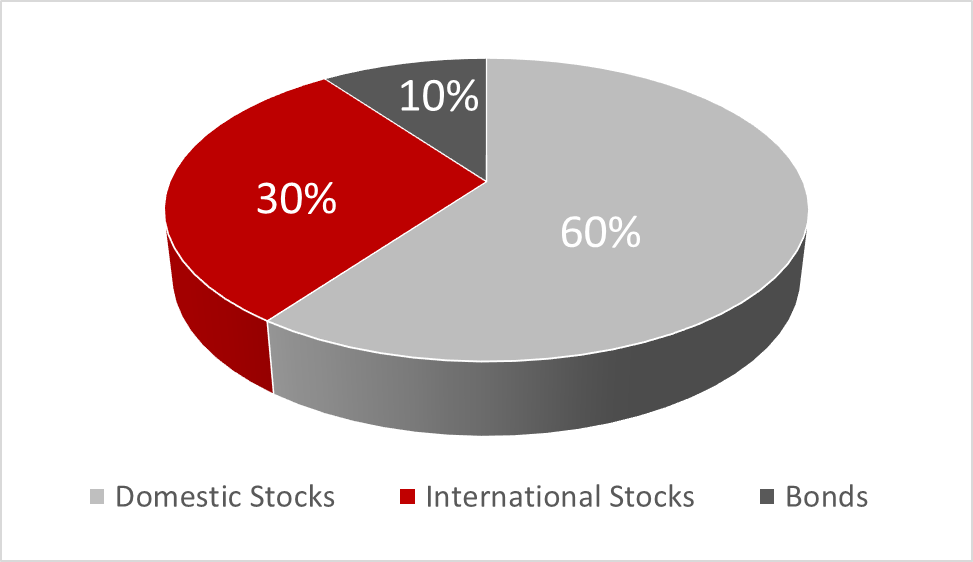 10%
30%
60%
Domestic Stocks
International Stocks
Bonds